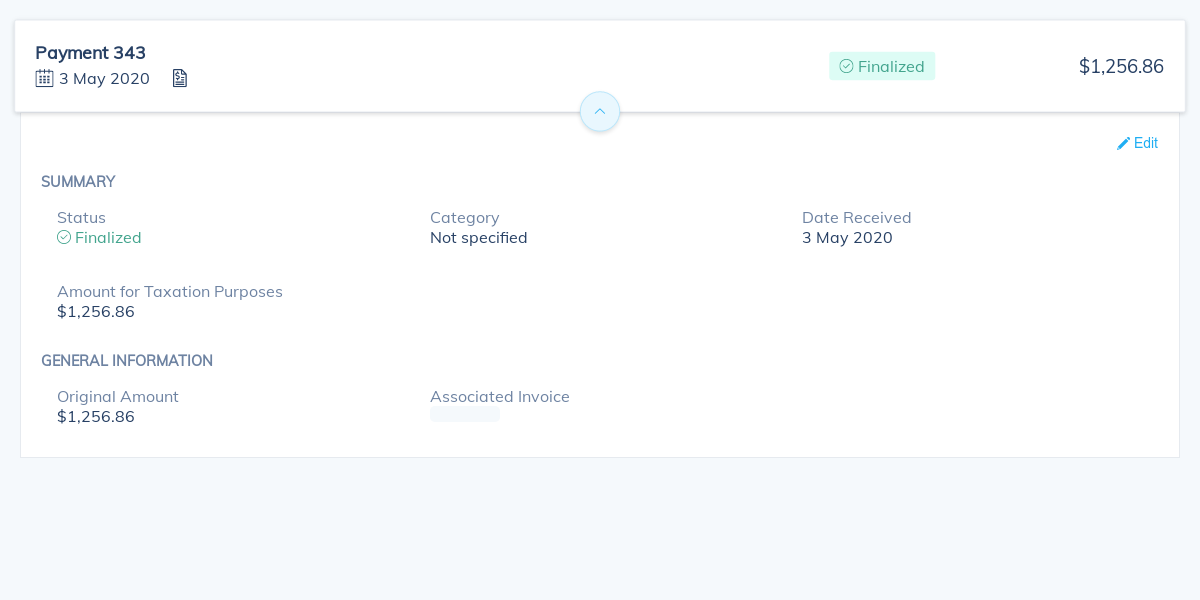 Payment 343
3 May 2020
Finalized
$1,256.86
Edit
SUMMARY
Status
Finalized
Category
Not specified
Date Received
3 May 2020
Amount for Taxation Purposes
$1,256.86
GENERAL INFORMATION
Original Amount
$1,256.86
Associated Invoice